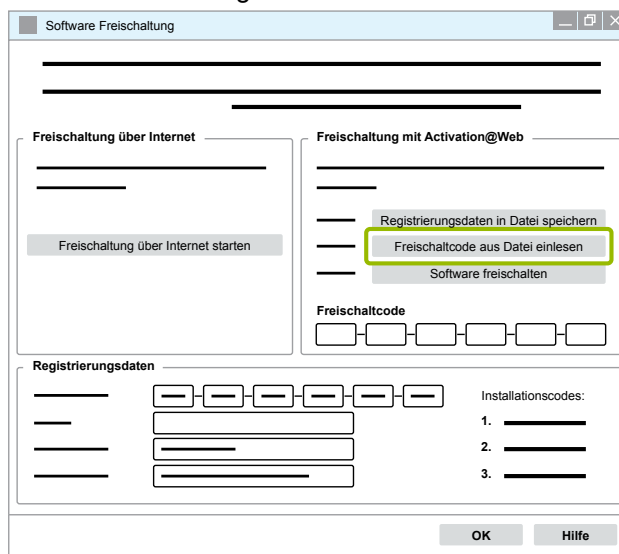 Software Freischaltung
Freischaltung über Internet
Freischaltung mit Activation@Web
Registrierungsdaten in Datei speichern
Freischaltung über Internet starten
Freischaltcode aus Datei einlesen
Software freischalten
Freischaltcode
Registrierungsdaten
Installationscodes:
1.
2.
3.
OK
Hilfe